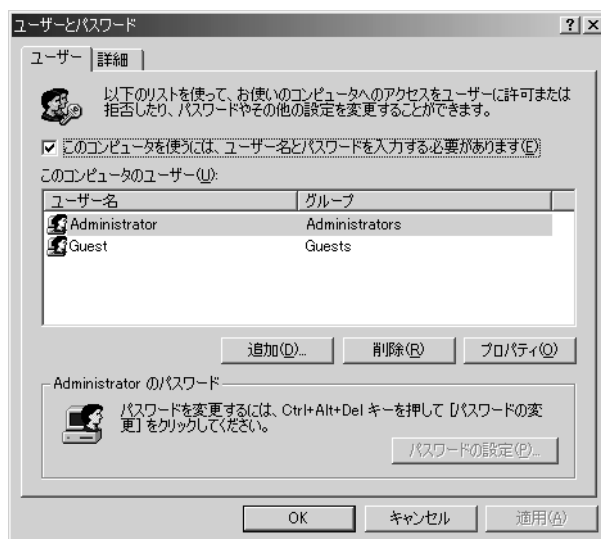 ユーザーとパスワード
ユーザー 詳細
以下のリストを使って、お使いのコンピュータへのアクセスをユーザーに許可または
拒否したり、パスワードやその他の設定を変更することができます。
このコンピュータを使うには、ユーザー名とパスワードを入力する必要があります(E)
このコンピュータのユーザー(U):
ユーザー名 グループ
Administrator Administrators
Guest Guests
追加(D)... 削除(R) プロパティ(O)
Administrator のパスワード
パスワードを変更するには、Ctrl+Alt+Del キーを押して [パスワードの変
更] をクリックしてください。
パスワードの設定(P)...
OK キャンセル 適用(A)